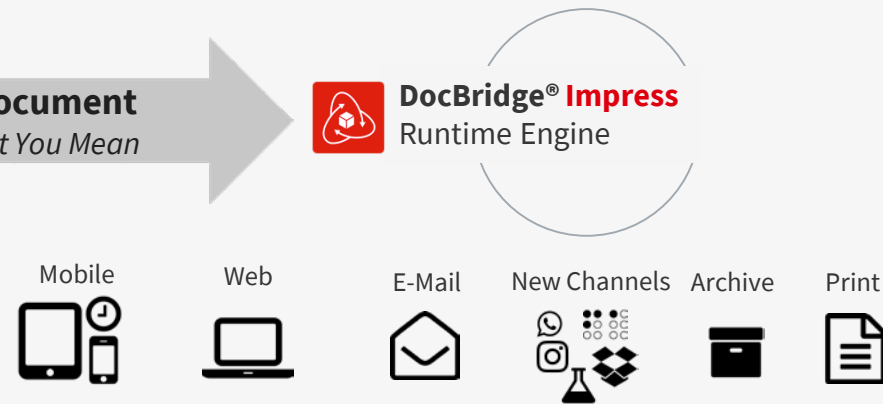 ocument
t You Mean
DocBridge® Impress
Runtime Engine
Mobile
Web
E-Mail
New Channels
Archive
Print